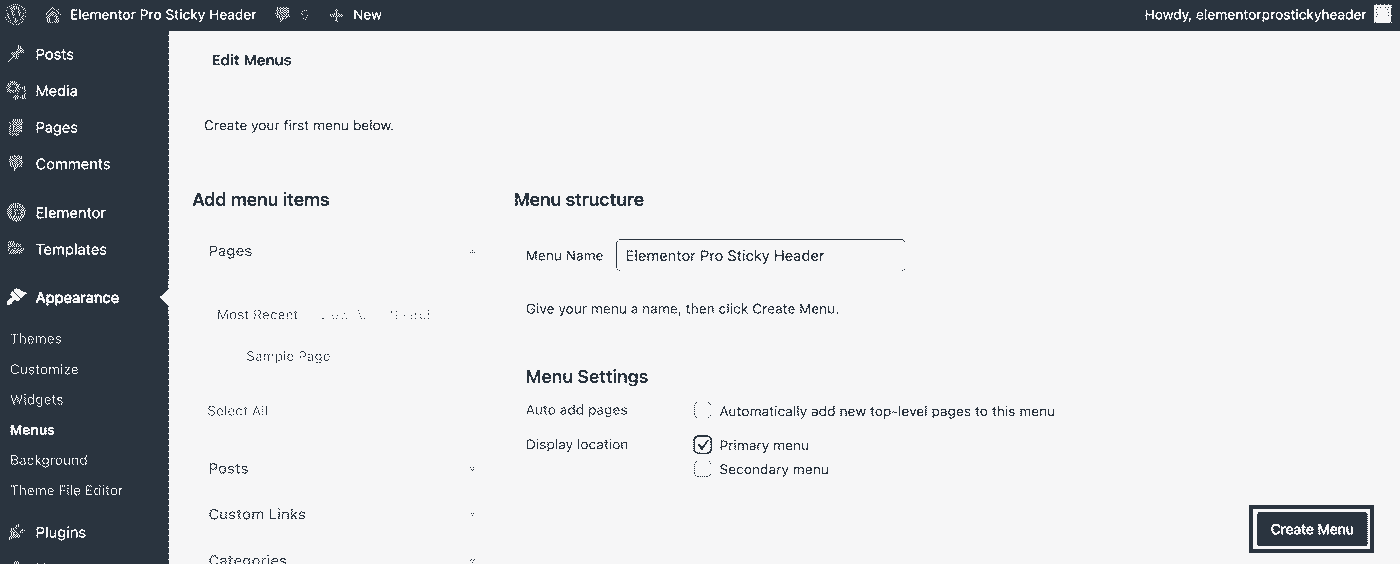 Elementor Pro Sticky Header New Howdy, elementorprostickyheader
Posts
Media
Pages
Comments
Elementor
Templates
Appearance
Themes
Customize
Widgets
Menus
Background
Theme File Editor
Plugins
Edit Menus
Create your first menu below.
Add menu items
Pages
Most Recent
Sample Page
Select All
Posts
Custom Links
Categories
Menu structure
Menu Name Elementor Pro Sticky Header
Give your menu a name, then click Create Menu.
Menu Settings
Auto add pages Automatically add new top-level pages to this menu
Display location Primary menu
Secondary menu
Create Menu